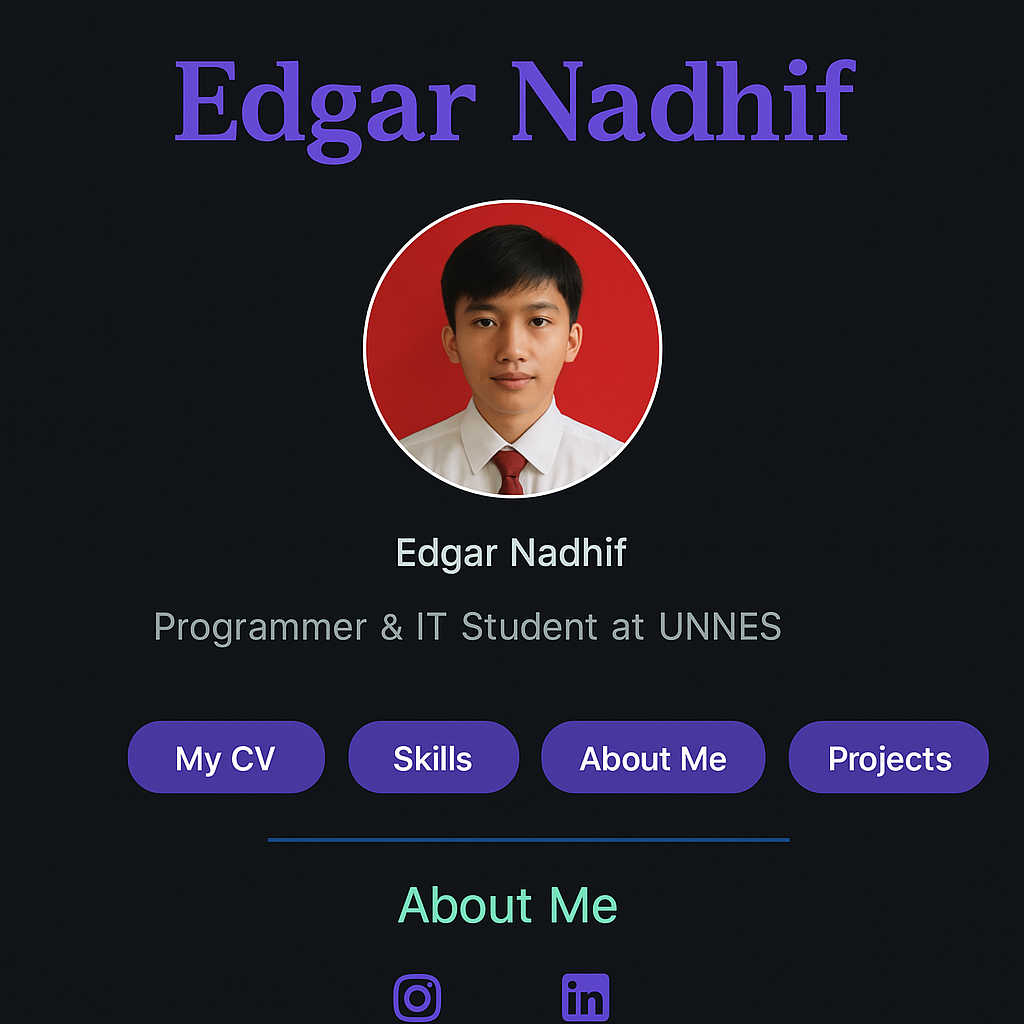 Edgar Nadhif
Edgar Nadhif
Programmer & IT Student at UNNES
My CV Skills About Me Projects
About Me
in